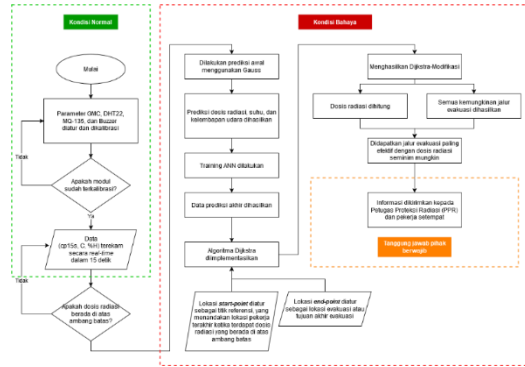 Kondisi Normal
Mulai
Parameter GMC, DHT22,
MQ-135, dan Buzzer
diatur dan dikalibrasi
Tidak
Apakah modul
sudah terkalibrasi?
Ya
Data
(cp15s, C, %H) terekam
secara real-time
dalam 15 detik
Tidak
Apakah dosis radiasi
berada di atas
ambang batas?
Kondisi Bahaya
Dilakukan prediksi awal
menggunakan Gauss
Prediksi dosis radiasi, suhu, dan
kelembapan udara dihasilkan
Training ANN dilakukan
Data prediksi akhir dihasilkan
Algoritma Dijkstra
diimplementasikan
Lokasi start-point diatur
sebagai titik referensi, yang
menandakan lokasi pekerja
terakhir ketika terdapat dosis
radiasi yang berada di atas
ambang batas
Lokasi end-point diatur
sebagai lokasi evakuasi atau
tujuan akhir evakuasi
Menghasilkan Dijkstra-Modifikasi
Dosis radiasi dihitung
Semua kemungkinan jalur
evakuasi dihasilkan
Didapatkan jalur evakuasi paling
efektif dengan dosis radiasi
seminim mungkin
Informasi dikirimkan kepada
Petugas Proteksi Radiasi (PPR)
dan pekerja setempat
Tanggung jawab pihak
berwajib